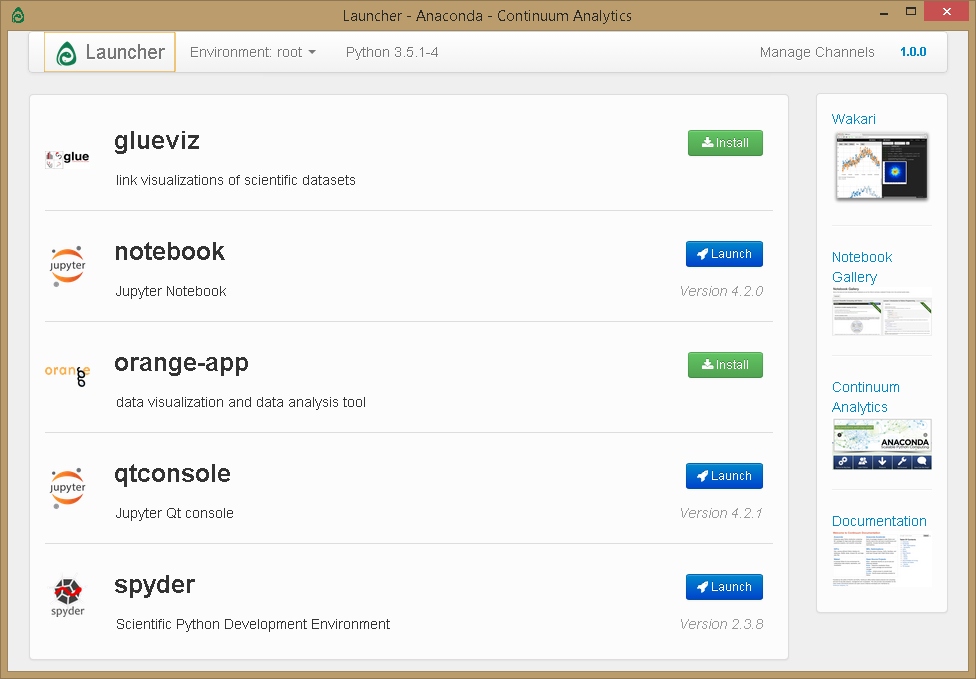 Launcher - Anaconda - Continuum Analytics
Launcher
Environment: root
Python 3.5.1-4
Manage Channels
1.0.0
glue
glueviz
Install
link visualizations of scientific datasets
jupyter
notebook
Launch
Jupyter Notebook
Version 4.2.0
orange
orange-app
Install
data visualization and data analysis tool
jupyter
qtconsole
Launch
Jupyter Qt console
Version 4.2.1
spyder
spyder
Launch
Scientific Python Development Environment
Version 2.3.8
Wakari
Notebook
Gallery
Notebook Gallery
Continuum
Analytics
ANACONDA
Documentation